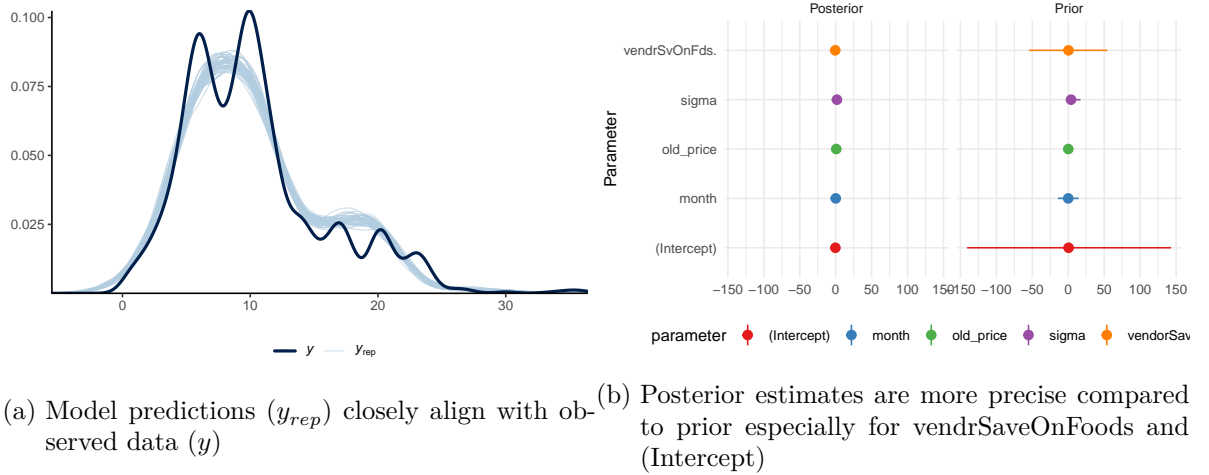 0.100
0.075
0.050
0.025
0 10 20 30
y yrep
Posterior Prior
Parameter
vendrSvOnFds.
sigma
old_price
month
(Intercept)
−150 −100 −50 0 50 100 150 −150 −100 −50 0 50 100 150
parameter (Intercept) month old_price sigma vendorSav
(a) Model predictions (yrep) closely align with ob-
served data (y)
(b) Posterior estimates are more precise compared
to prior especially for vendrSaveOnFoods and
(Intercept)